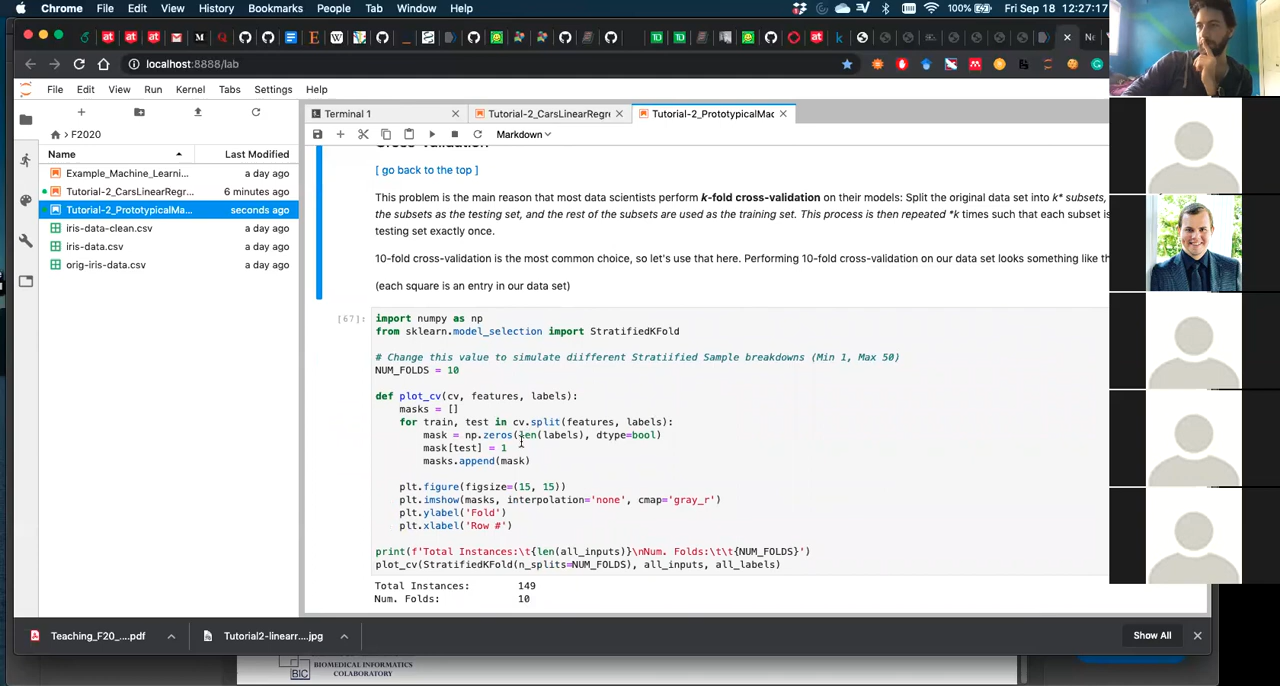 Chrome File Edit View History Bookmarks People Tab Window Help 100% Fri Sep 18 12:27:17
localhost:8888/lab
File Edit View Run Kernel Tabs Settings Help
Terminal 1 Tutorial-2_CarsLinearRegre Tutorial-2_PrototypicalMac
Markdown
F2020
Name Last Modified
Example_Machine_Learni... a day ago
Tutorial-2_CarsLinearRegr... 6 minutes ago
Tutorial-2_PrototypicalMa... seconds ago
iris-data-clean.csv a day ago
iris-data.csv a day ago
orig-iris-data.csv a day ago
[ go back to the top ]
This problem is the main reason that most data scientists perform k-fold cross-validation on their models: Split the original data set into k* subsets,
the subsets as the testing set, and the rest of the subsets are used as the training set. This process is then repeated *k times such that each subset is
testing set exactly once.
10-fold cross-validation is the most common choice, so let's use that here. Performing 10-fold cross-validation on our data set looks something like th
(each square is an entry in our data set)
[67]:
import numpy as np
from sklearn.model_selection import StratifiedKFold
# Change this value to simulate diifferent Stratiified Sample breakdowns (Min 1, Max 50)
NUM_FOLDS = 10
def plot_cv(cv, features, labels):
masks = []
for train, test in cv.split(features, labels):
mask = np.zeros(len(labels), dtype=bool)
mask[test] = 1
masks.append(mask)
plt.figure(figsize=(15, 15))
plt.imshow(masks, interpolation='none', cmap='gray_r')
plt.ylabel('Fold')
plt.xlabel('Row #')
print(f'Total Instances:\t{len(all_inputs)}\nNum. Folds:\t\t{NUM_FOLDS}')
plot_cv(StratifiedKFold(n_splits=NUM_FOLDS), all_inputs, all_labels)
Total Instances: 149
Num. Folds: 10
Teaching_F20_....pdf Tutorial2-linearr....jpg Show All
BIOMEDICAL INFORMATICS
BIC COLABORATORY